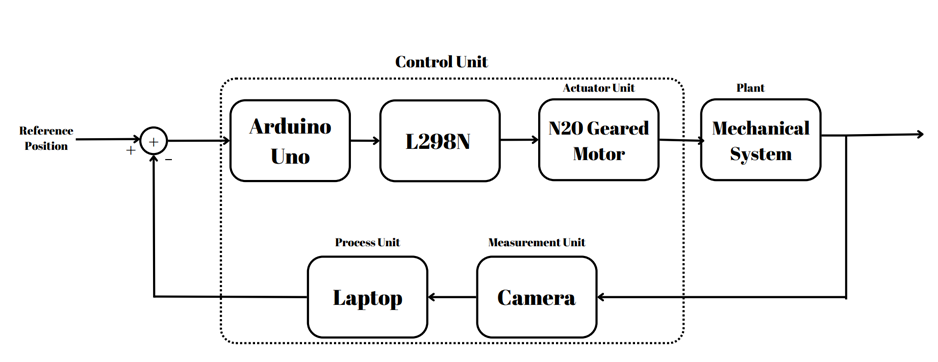 Control Unit
Actuator Unit
Plant
Reference
Position
+
+
−
Arduino
Uno
L298N
N20 Geared
Motor
Mechanical
System
Process Unit
Measurement Unit
Laptop
Camera